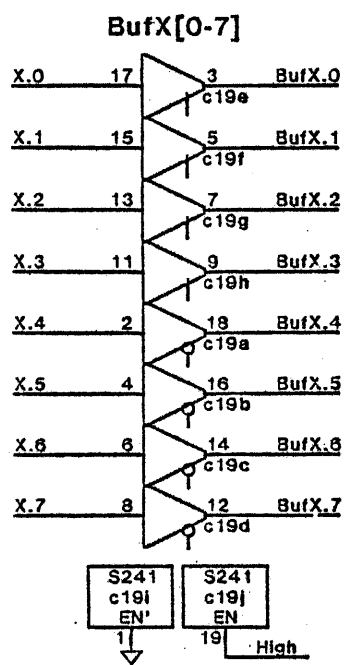 BufX[0-7]
X.0 17 3 BufX.0
c19e
X.1 15 5 BufX.1
c19f
X.2 13 7 BufX.2
c19g
X.3 11 9 BufX.3
c19h
X.4 2 18 BufX.4
c19a
X.5 4 16 BufX.5
c19b
X.6 6 14 BufX.6
c19c
X.7 8 12 BufX.7
c19d
S241 S241
c19i c19j
EN' EN
1 19 High